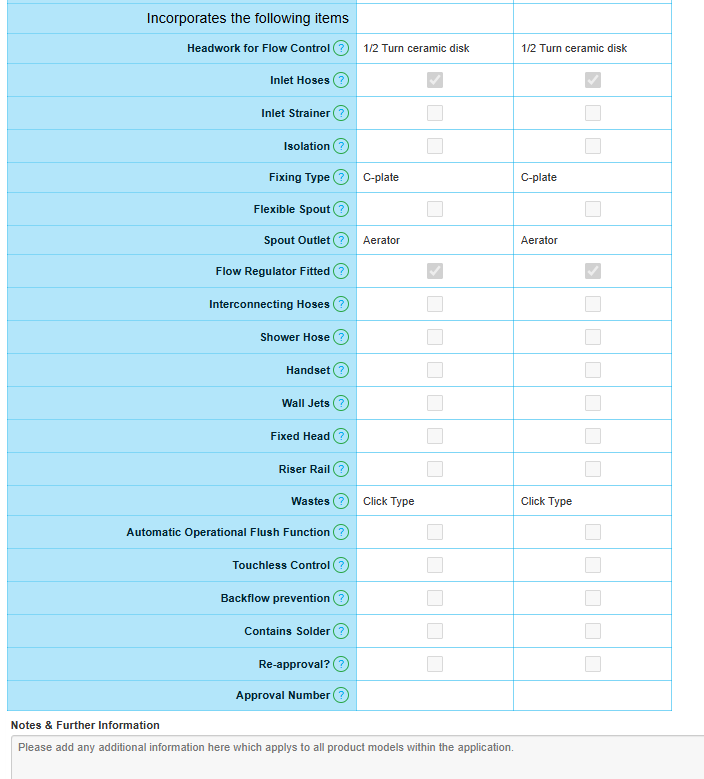 Incorporates the following items
Headwork for Flow Control ? 1/2 Turn ceramic disk 1/2 Turn ceramic disk
Inlet Hoses ?
Inlet Strainer ?
Isolation ?
Fixing Type ? C-plate C-plate
Flexible Spout ?
Spout Outlet ? Aerator Aerator
Flow Regulator Fitted ?
Interconnecting Hoses ?
Shower Hose ?
Handset ?
Wall Jets ?
Fixed Head ?
Riser Rail ?
Wastes ? Click Type Click Type
Automatic Operational Flush Function ?
Touchless Control ?
Backflow prevention ?
Contains Solder ?
Re-approval? ?
Approval Number ?
Notes & Further Information
Please add any additional information here which applys to all product models within the application.